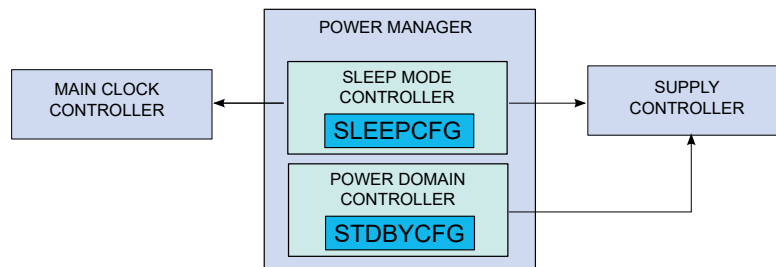 POWER MANAGER
SLEEP MODE
CONTROLLER
SLEEPCFG
MAIN CLOCK
CONTROLLER
SUPPLY
CONTROLLER
POWER DOMAIN
CONTROLLER
STDBYCFG